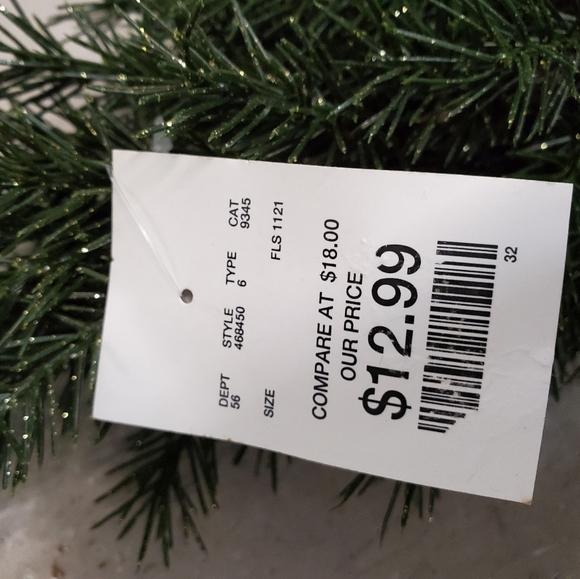 DEPT STYLE TYPE CAT
56 468450 6 9345
SIZE FLS 1121
COMPARE AT $18.00
OUR PRICE
$12.99
32